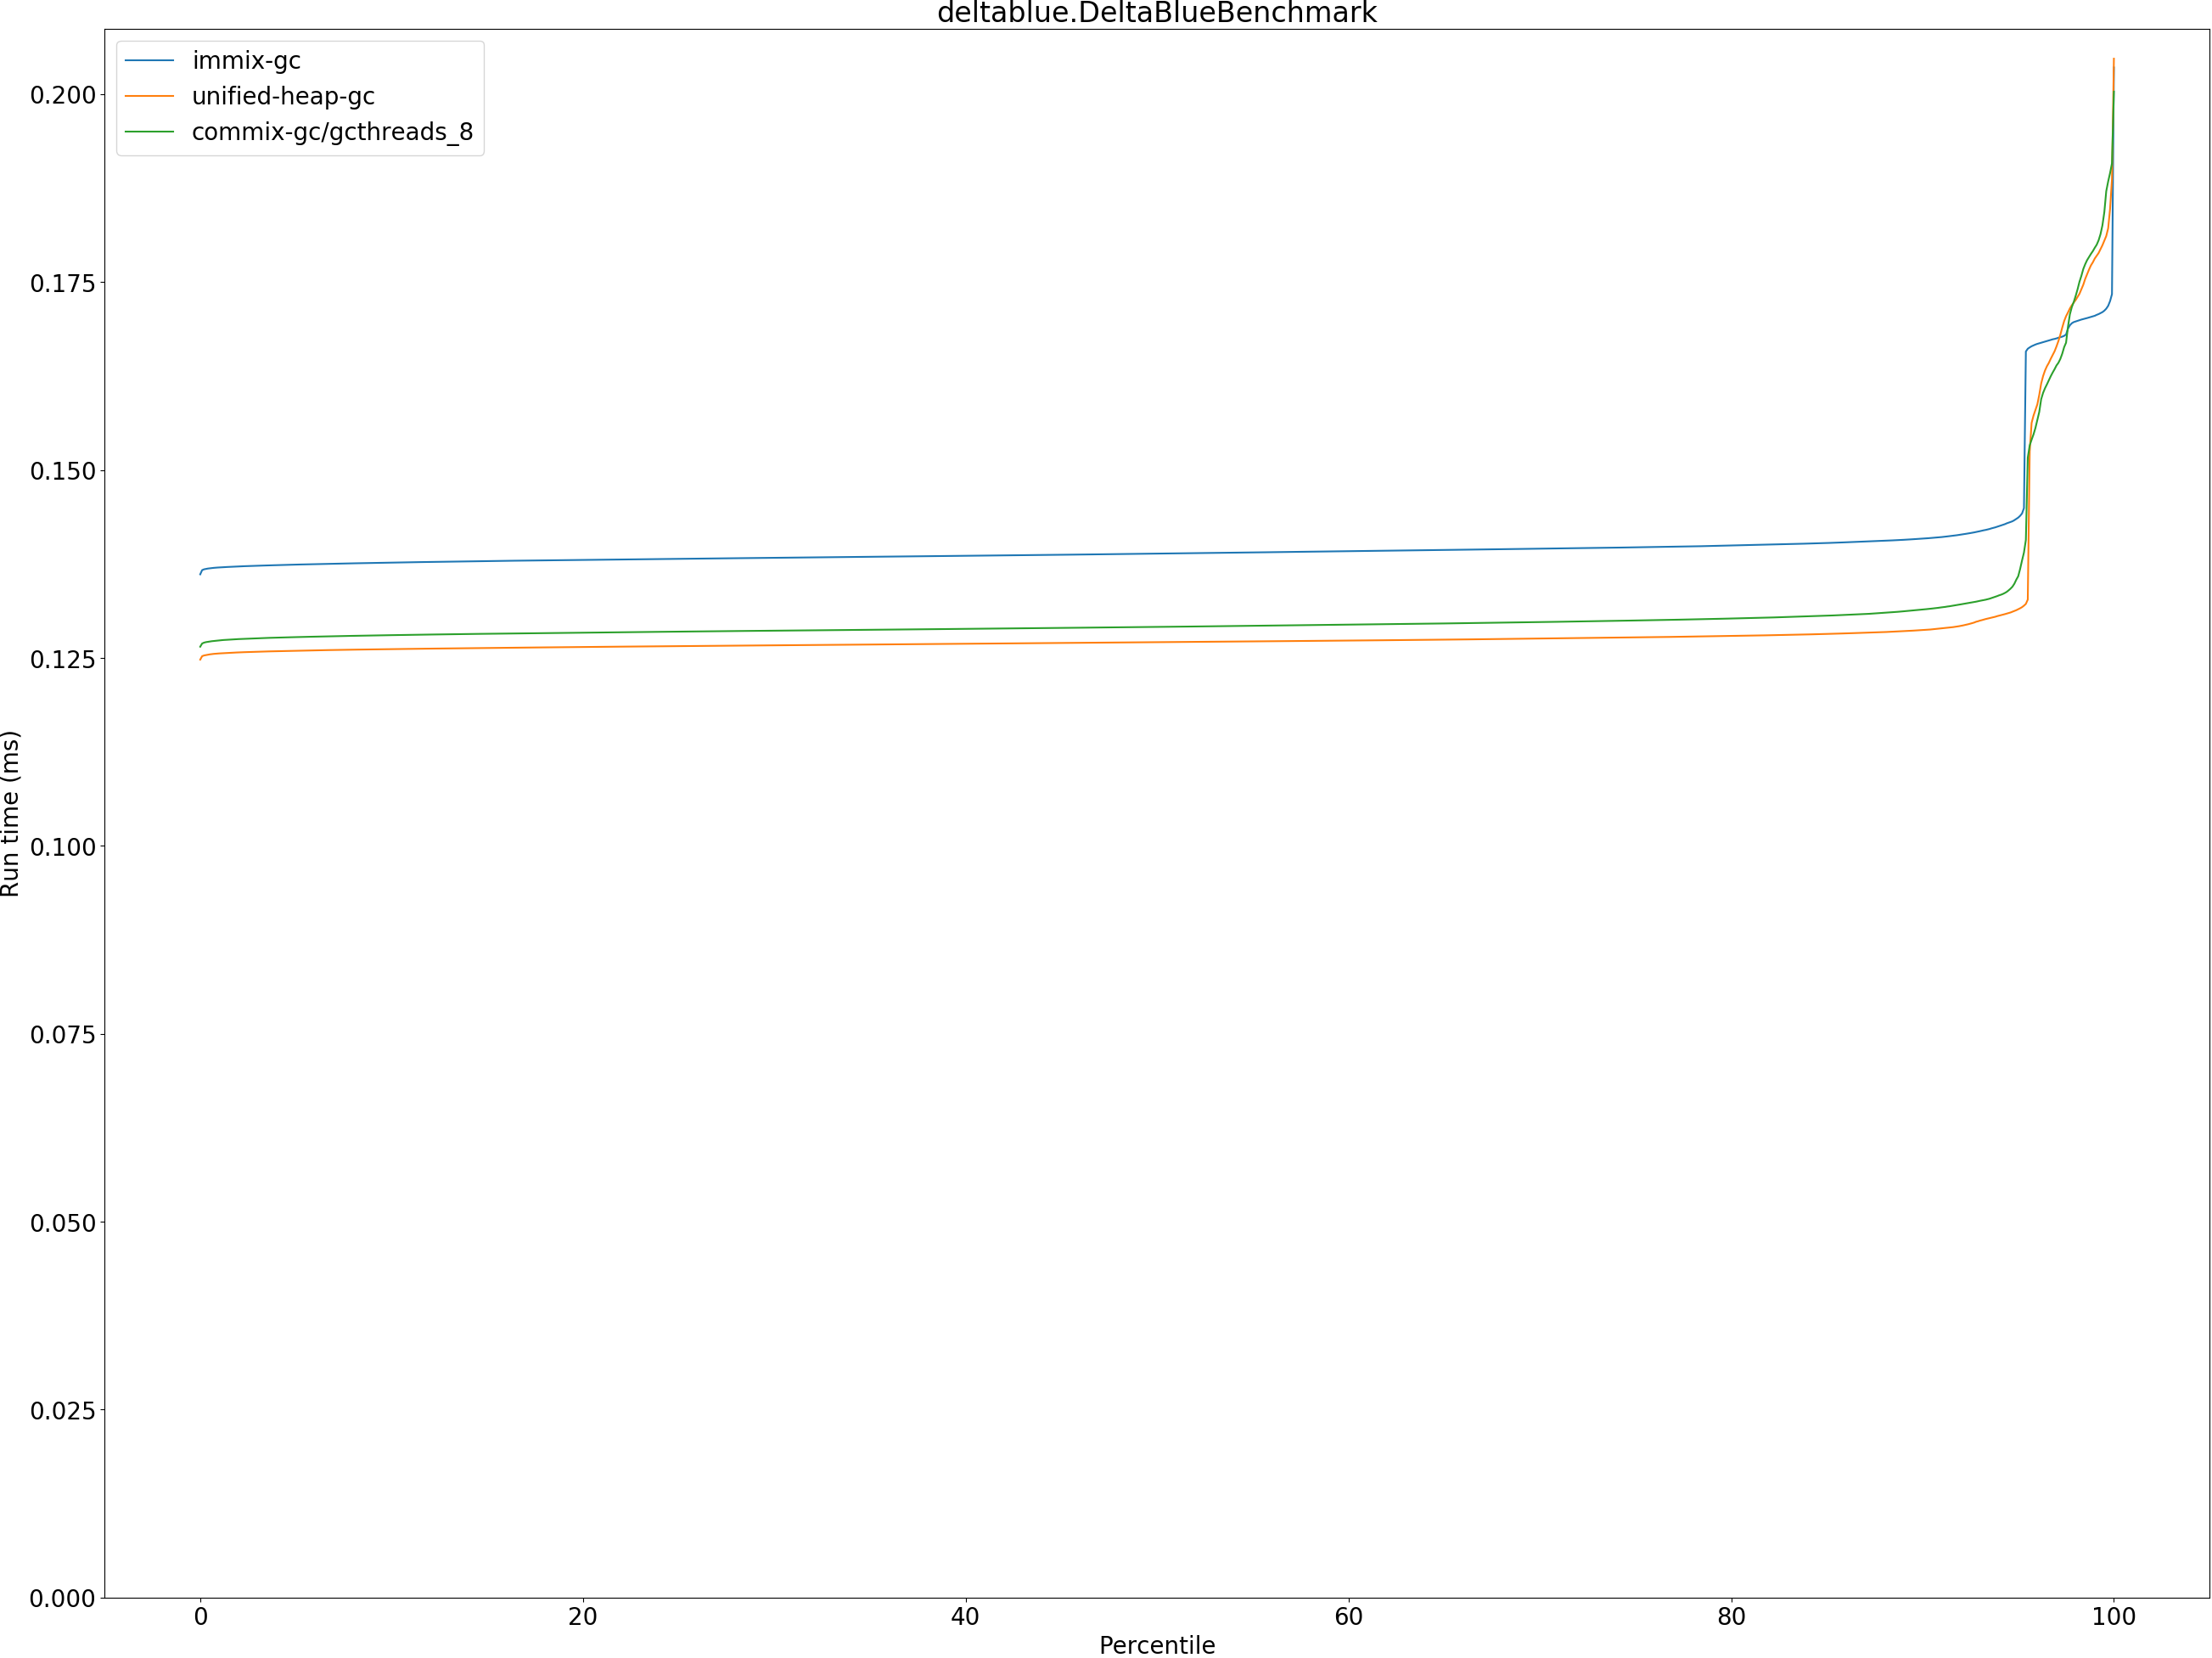 deltablue.DeltaBlueBenchmark
immix-gc
unified-heap-gc
commix-gc/gcthreads_8
0.200
0.175
0.150
0.125
0.100
0.075
0.050
0.025
0.000
Run time (ms)
0 20 40 60 80 100
Percentile